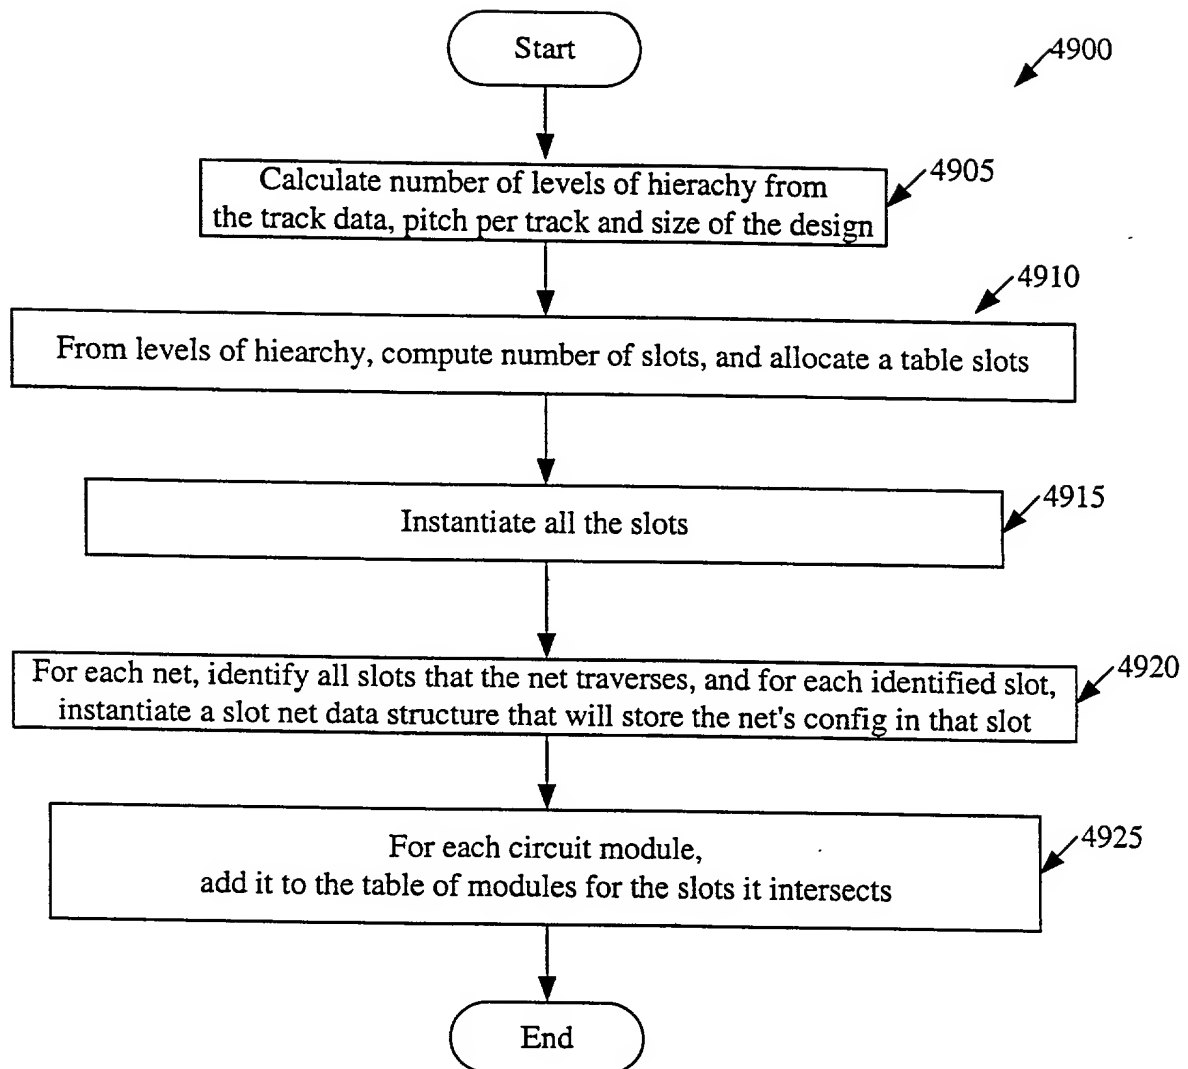 Start
4900
Calculate number of levels of hierachy from
the track data, pitch per track and size of the design
4905
4910
From levels of hiearchy, compute number of slots, and allocate a table slots
Instantiate all the slots
4915
For each net, identify all slots that the net traverses, and for each identified slot,
instantiate a slot net data structure that will store the net's config in that slot
4920
For each circuit module,
add it to the table of modules for the slots it intersects
4925
End